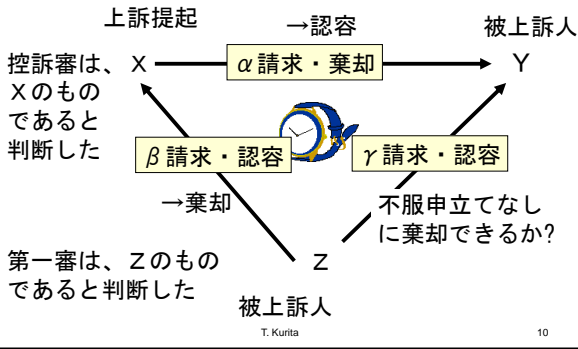 上訴提起
→認容
被上訴人
控訴審は、
Xのもの
であると
判断した
X
α請求・棄却
Y
β請求・認容
γ請求・認容
→棄却
不服申立てなし
に棄却できるか?
第一審は、Zのもの
であると判断した
Z
被上訴人
T. Kurita
10